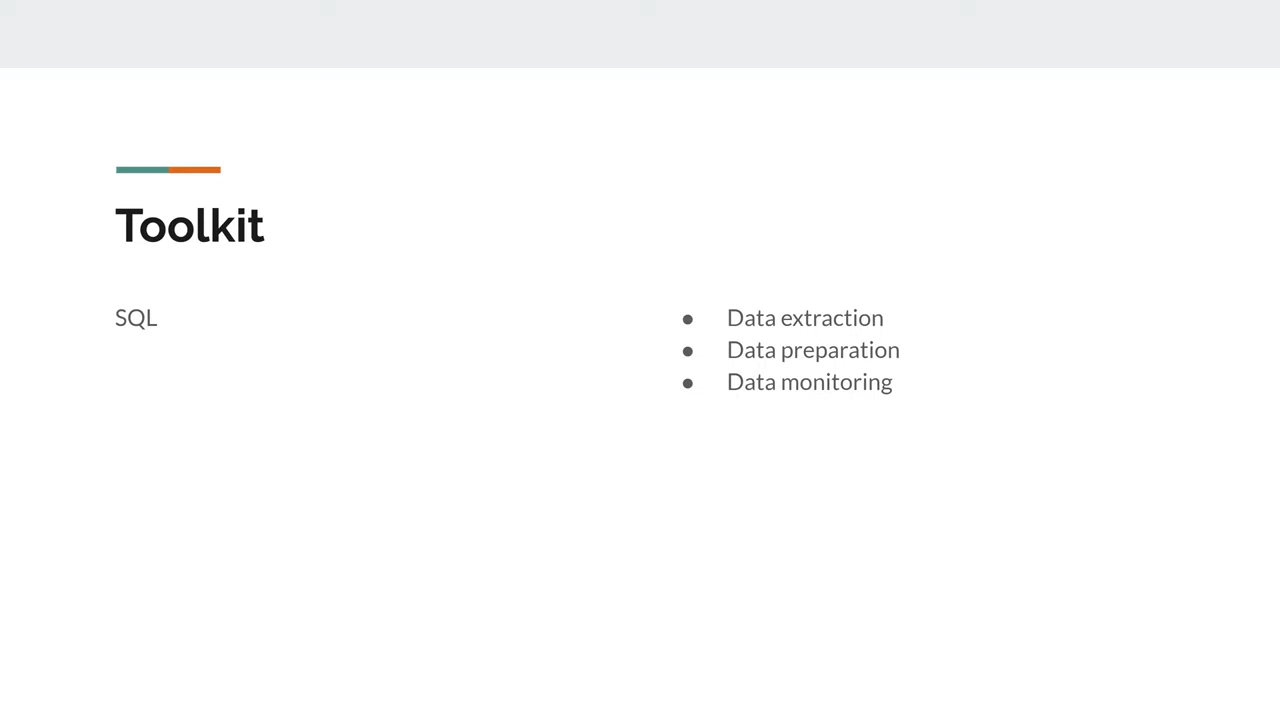 Toolkit
SQL
● Data extraction
● Data preparation
● Data monitoring